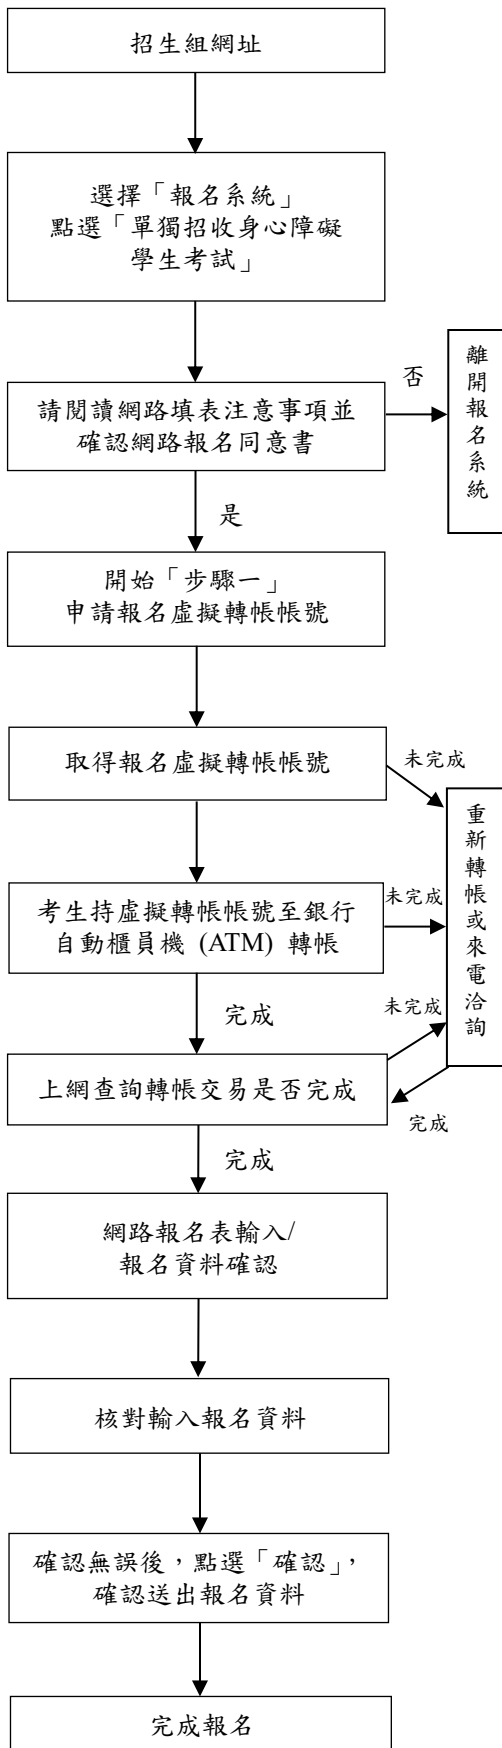 招生組網址
選擇「報名系統」
點選「單獨招收身心障礙
學生考試」
請閱讀網路填表注意事項並
確認網路報名同意書
否
離開報名系統
是
開始「步驟一」
申請報名虛擬轉帳帳號
取得報名虛擬轉帳帳號
未完成
重新轉帳或來電洽詢
考生持虛擬轉帳帳號至銀行
自動櫃員機 (ATM) 轉帳
未完成
完成
未完成
上網查詢轉帳交易是否完成
完成
完成
網路報名表輸入/
報名資料確認
核對輸入報名資料
確認無誤後，點選「確認」，
確認送出報名資料
完成報名